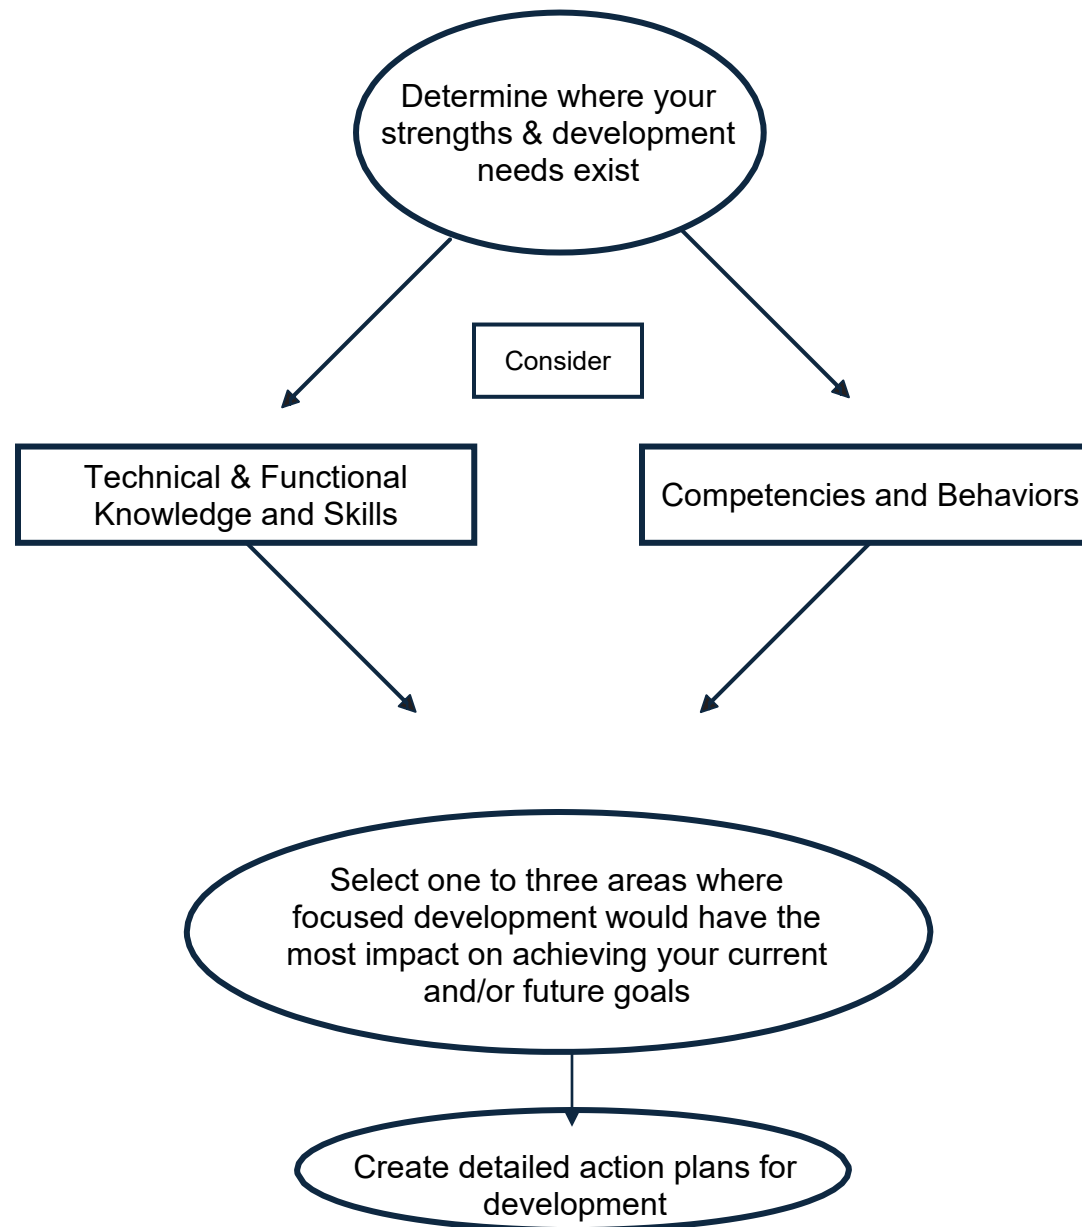 Determine where your
strengths & development
needs exist
Consider
Technical & Functional
Knowledge and Skills
Competencies and Behaviors
Select one to three areas where
focused development would have the
most impact on achieving your current
and/or future goals
Create detailed action plans for
development